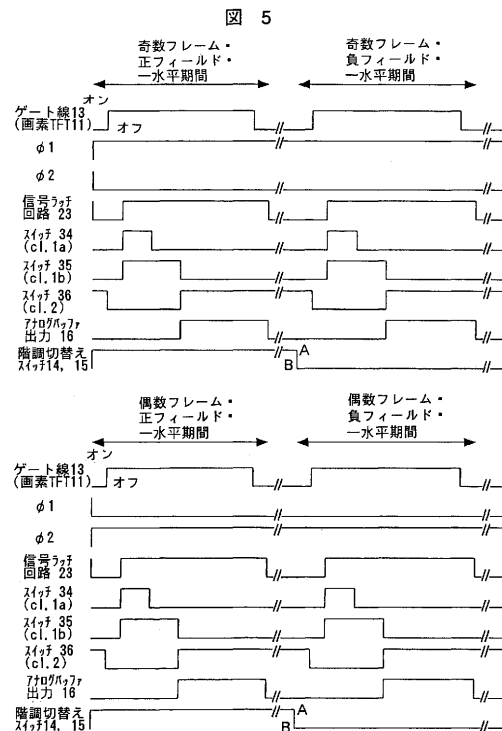 図 5
奇数フレーム・
正フィールド・
一水平期間
奇数フレーム・
負フィールド・
一水平期間
オン
ゲート線13
(画素TFT11)
オフ
φ1
φ2
信号ラッチ
回路 23
スイッチ 34
(cl.1a)
スイッチ 35
(cl.1b)
スイッチ 36
(cl.2)
アナログバッファ
出力 16
階調切替え
スイッチ14, 15
A
B
偶数フレーム・
正フィールド・
一水平期間
偶数フレーム・
負フィールド・
一水平期間
オン
ゲート線13
(画素TFT11)
オフ
φ1
φ2
信号ラッチ
回路 23
スイッチ 34
(cl.1a)
スイッチ 35
(cl.1b)
スイッチ 36
(cl.2)
アナログバッファ
出力 16
階調切替え
スイッチ14, 15
A
B